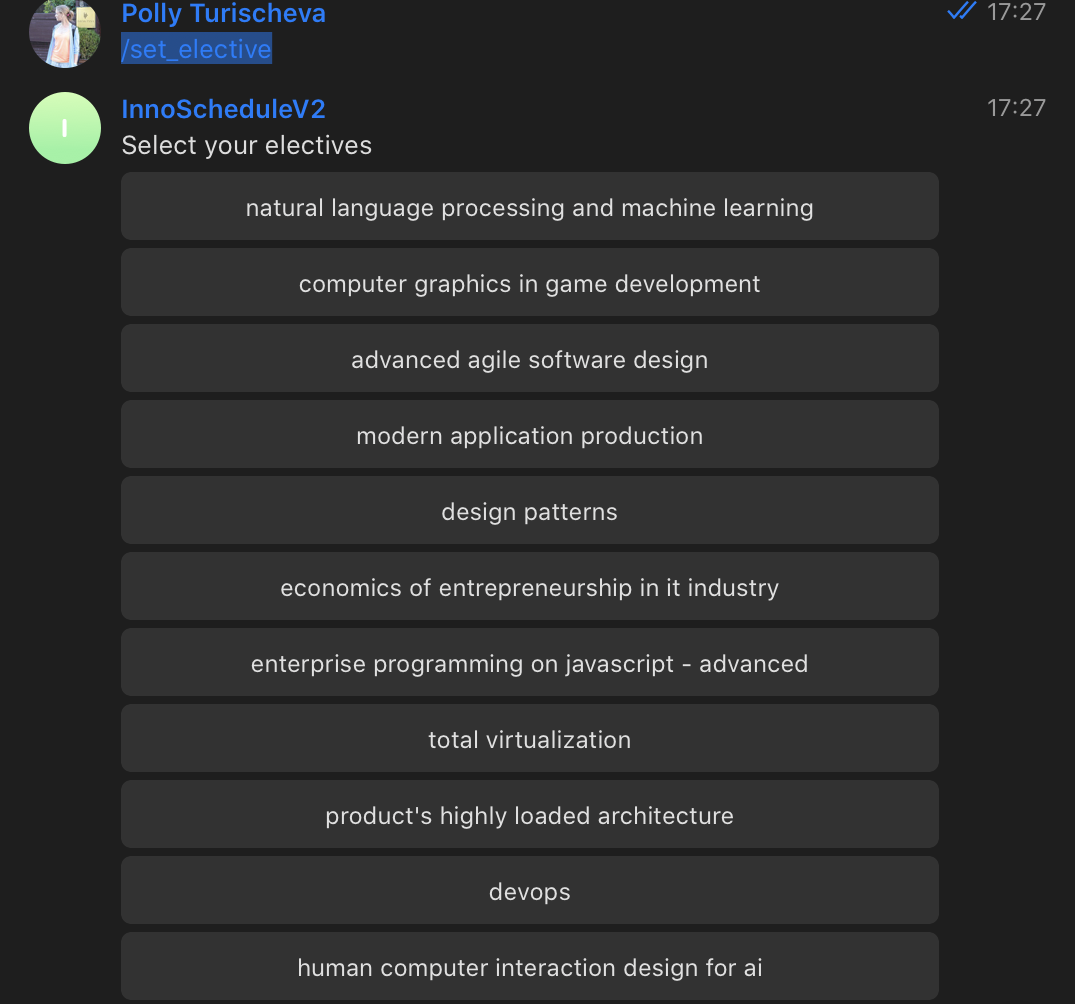 Polly Turischeva
17:27
/set_elective
I
InnoScheduleV2
17:27
Select your electives
natural language processing and machine learning
computer graphics in game development
advanced agile software design
modern application production
design patterns
economics of entrepreneurship in it industry
enterprise programming on javascript - advanced
total virtualization
product's highly loaded architecture
devops
human computer interaction design for ai